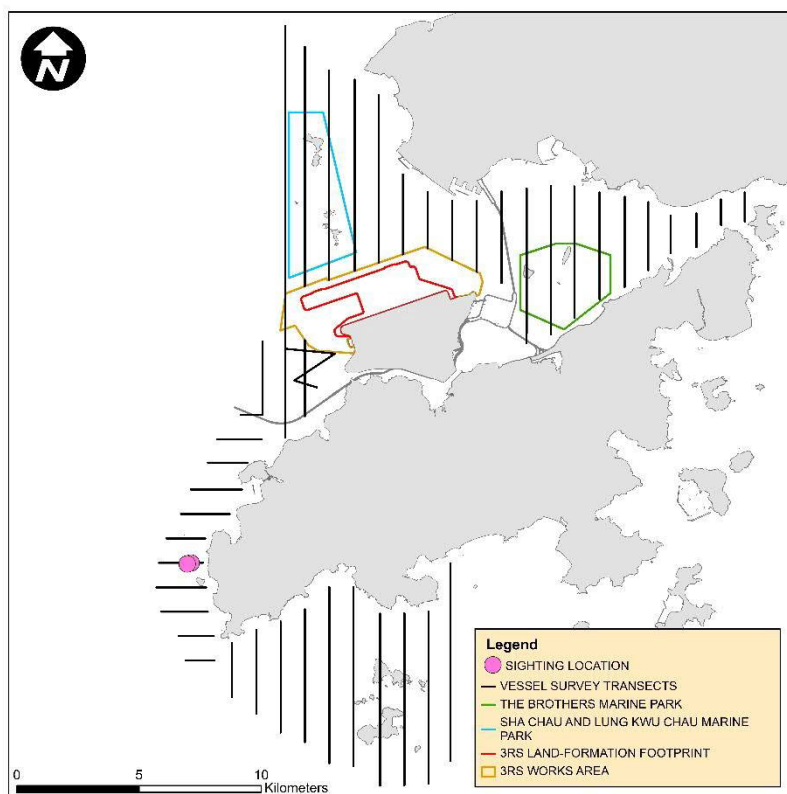 N
Legend
SIGHTING LOCATION
VESSEL SURVEY TRANSECTS
THE BROTHERS MARINE PARK
SHA CHAU AND LUNG KWU CHAU MARINE
PARK
3RS LAND-FORMATION FOOTPRINT
3RS WORKS AREA
0 5 10
Kilometers